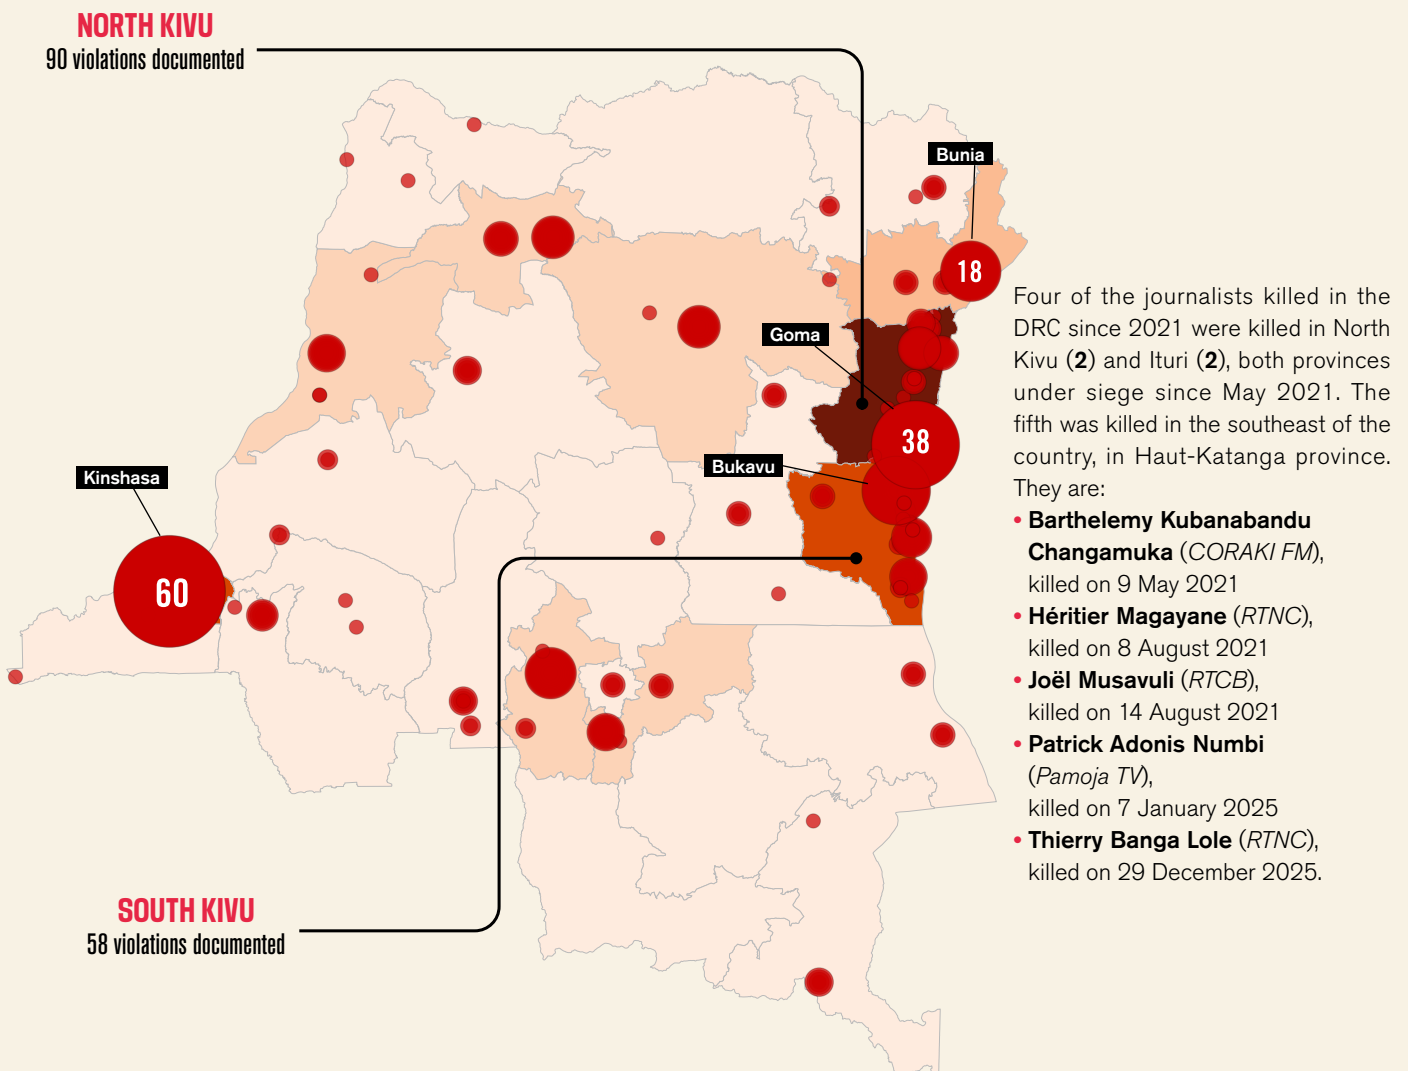 NORTH KIVU
90 violations documented
Bunia
18
Goma
38
Bukavu
Kinshasa
60
SOUTH KIVU
58 violations documented
Four of the journalists killed in the
DRC since 2021 were killed in North
Kivu (2) and Ituri (2), both provinces
under siege since May 2021. The
fifth was killed in the southeast of the
country, in Haut-Katanga province.
They are:
• Barthelemy Kubanabandu
Changamuka (CORAKI FM),
killed on 9 May 2021
• Héritier Magayane (RTNC),
killed on 8 August 2021
• Joël Musavuli (RTCB),
killed on 14 August 2021
• Patrick Adonis Numbi
(Pamoja TV),
killed on 7 January 2025
• Thierry Banga Lole (RTNC),
killed on 29 December 2025.